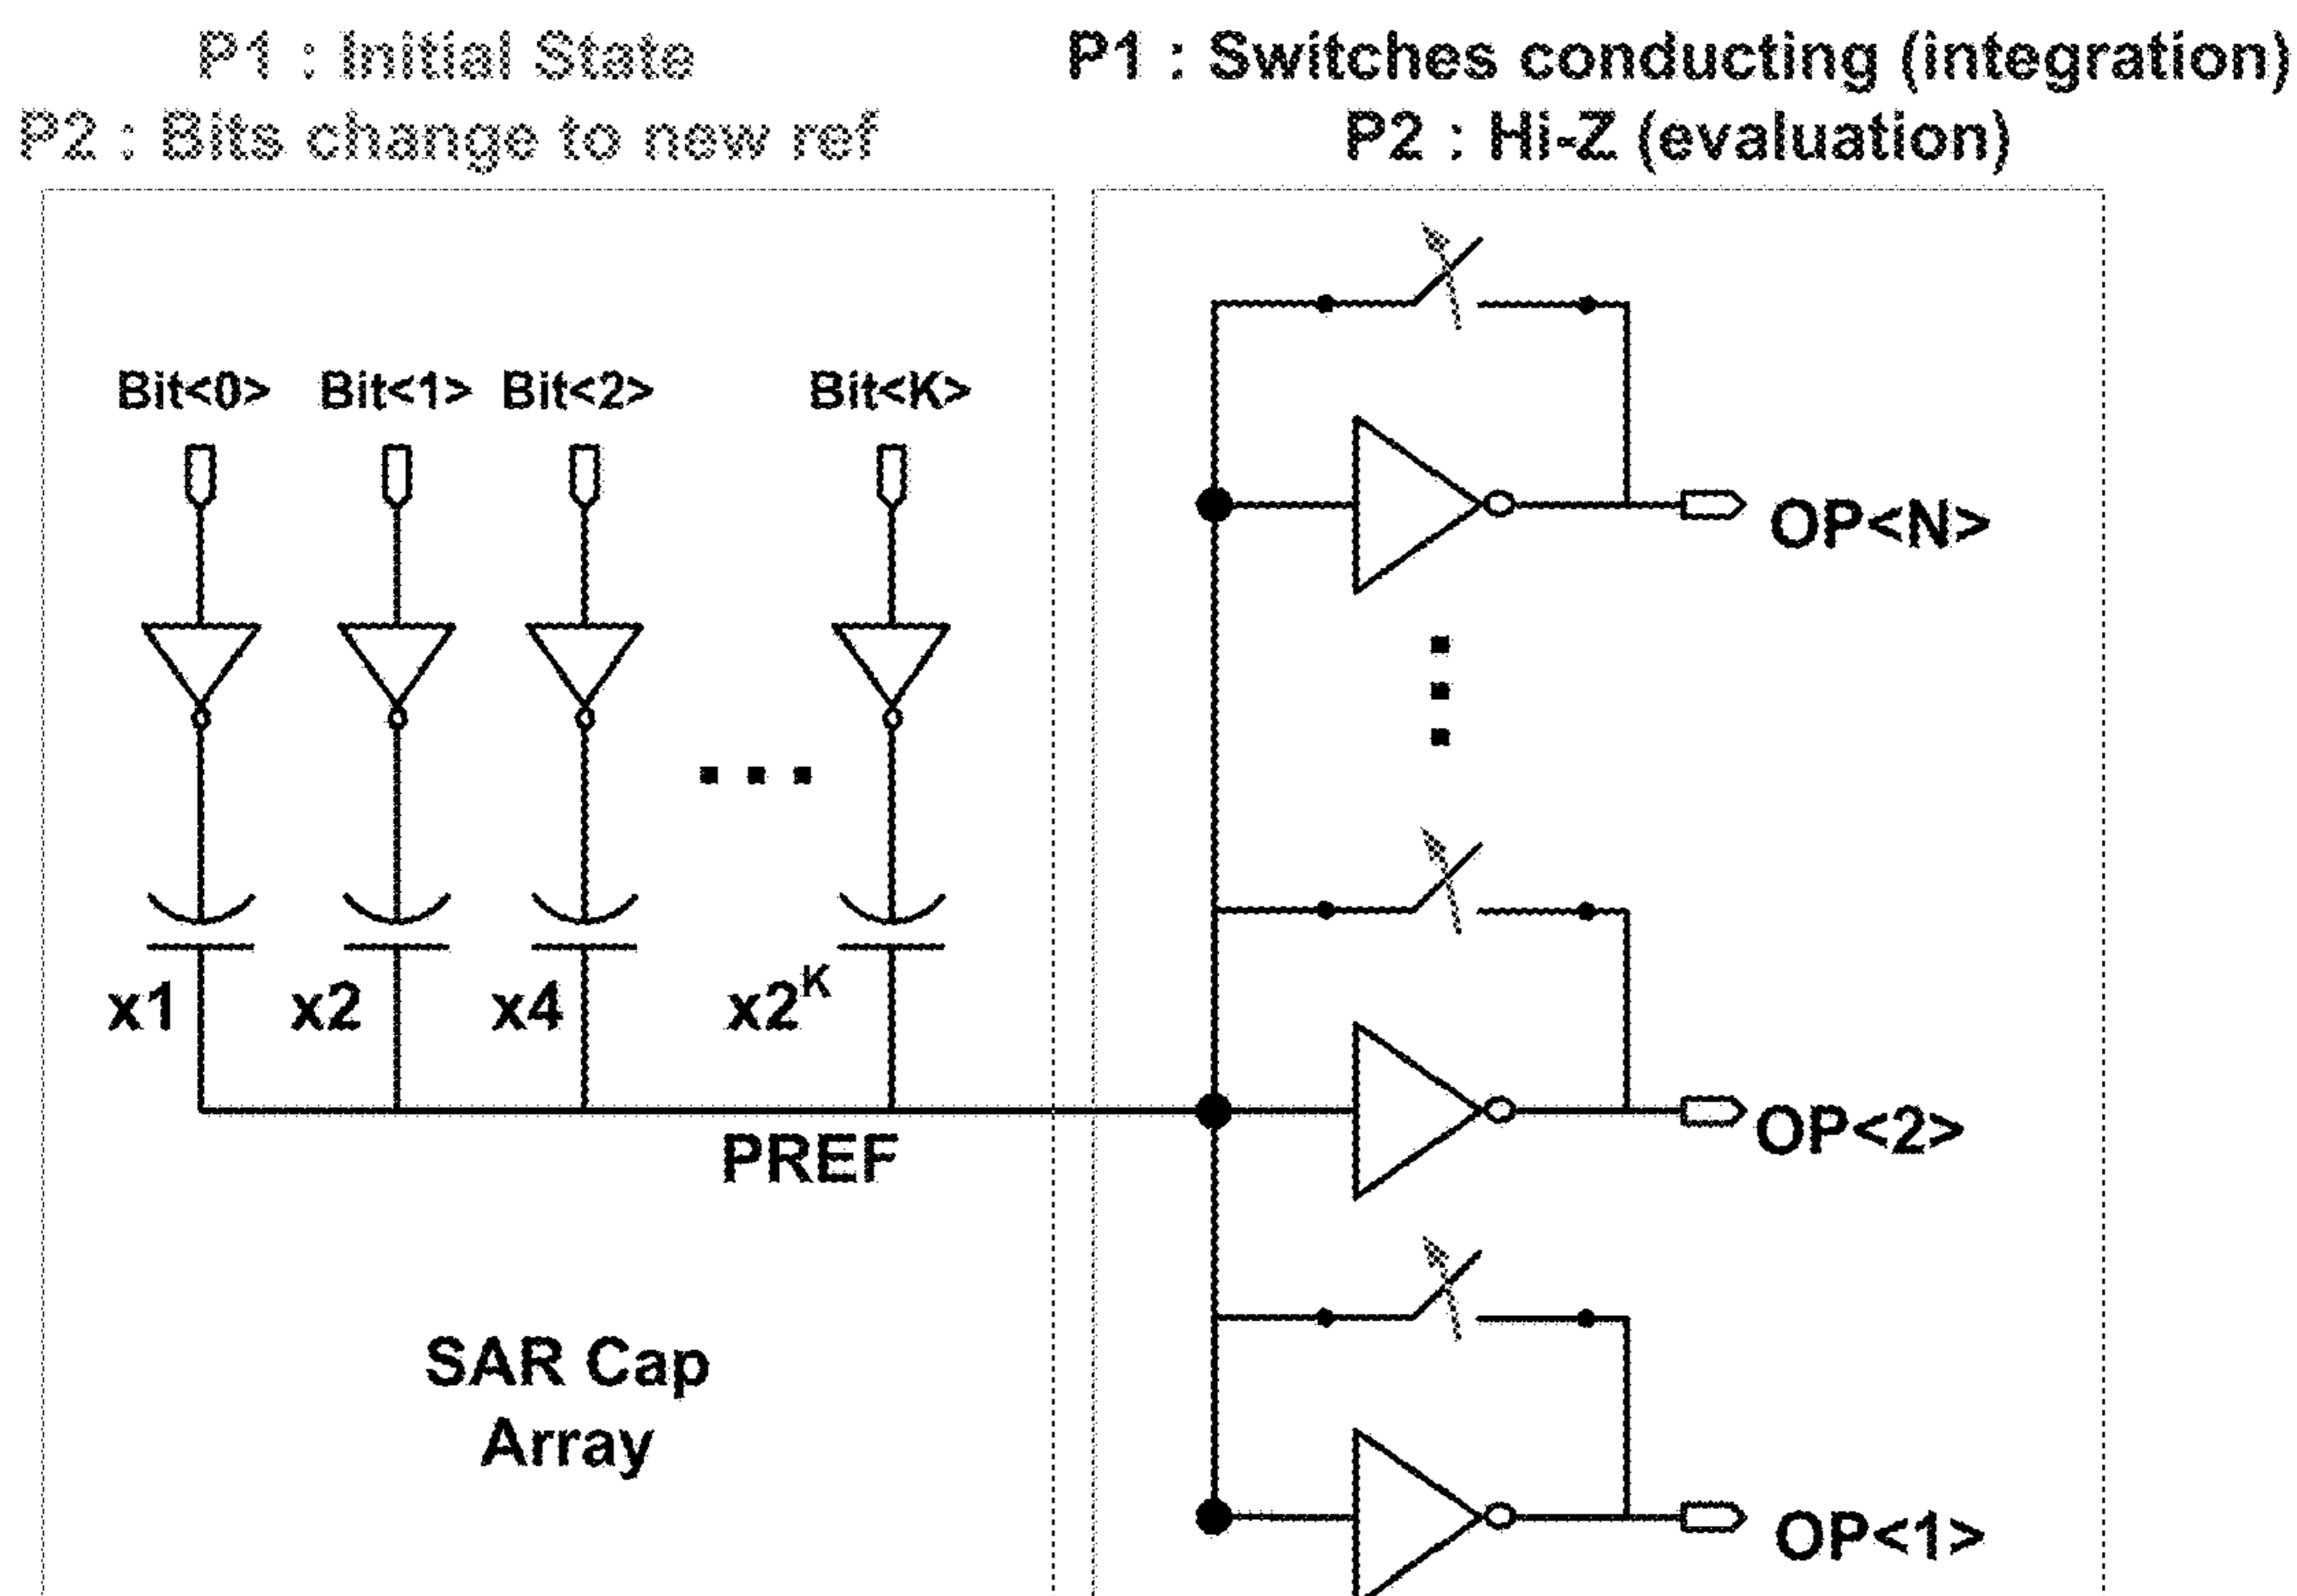 P1 : Initial State
P2 : Bits change to new ref
P1 : Switches conducting (integration)
P2 : Hi-Z (evaluation)
Bit<0> Bit<1> Bit<2> Bit<K>
x1 x2 x4 x2^K
PREF
SAR Cap
Array
OP<N>
OP<2>
OP<1>